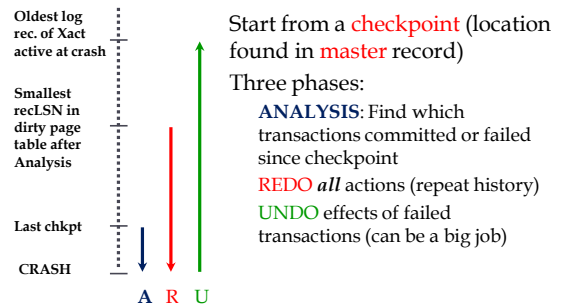 Oldest log
rec. of Xact
active at crash
Smallest
recLSN in
dirty page
table after
Analysis
Last chkpt
CRASH
A R U
Start from a checkpoint (location
found in master record)
Three phases:
ANALYSIS: Find which
transactions committed or failed
since checkpoint
REDO all actions (repeat history)
UNDO effects of failed
transactions (can be a big job)